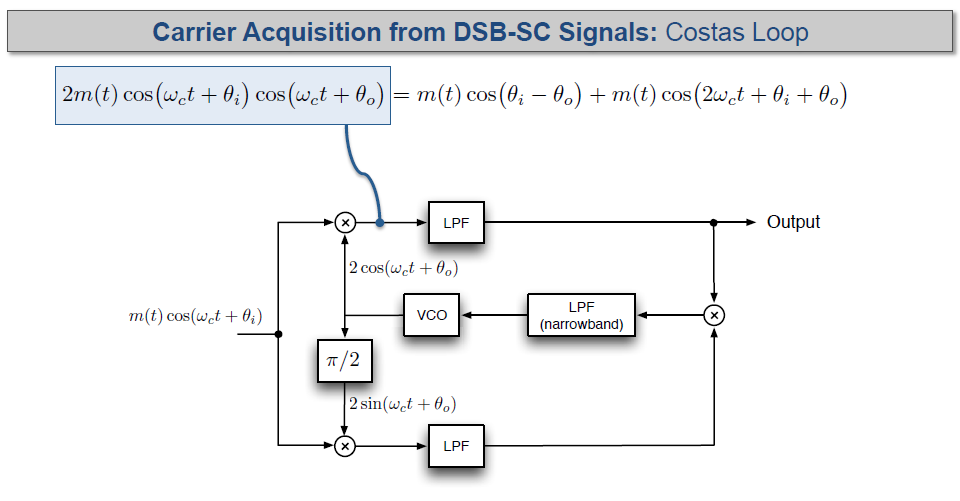 Carrier Acquisition from DSB-SC Signals: Costas Loop
2m(t) cos(ω_c t + θ_i) cos(ω_c t + θ_o) = m(t) cos(θ_i − θ_o) + m(t) cos(2ω_c t + θ_i + θ_o)
× LPF Output
2 cos(ω_c t + θ_o)
m(t) cos(ω_c t + θ_i)
VCO
LPF
(narrowband)
×
π/2
2 sin(ω_c t + θ_o)
× LPF